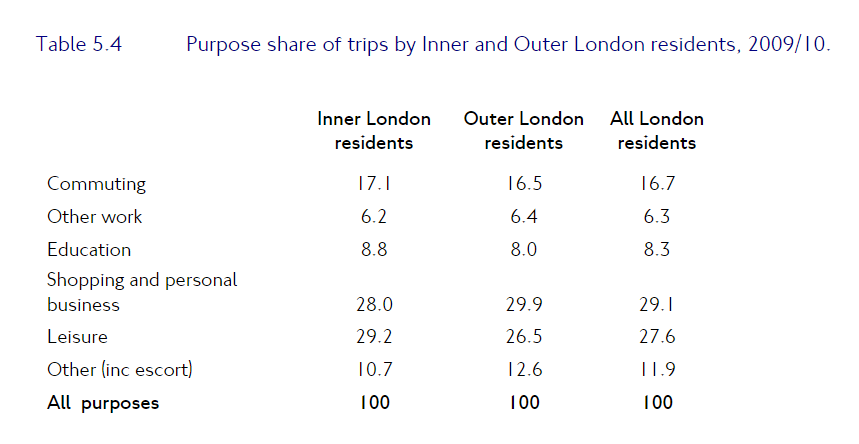 Table 5.4 Purpose share of trips by Inner and Outer London residents, 2009/10.
Inner London Outer London All London
residents residents residents
Commuting 17.1 16.5 16.7
Other work 6.2 6.4 6.3
Education 8.8 8.0 8.3
Shopping and personal
business 28.0 29.9 29.1
Leisure 29.2 26.5 27.6
Other (inc escort) 10.7 12.6 11.9
All purposes 100 100 100